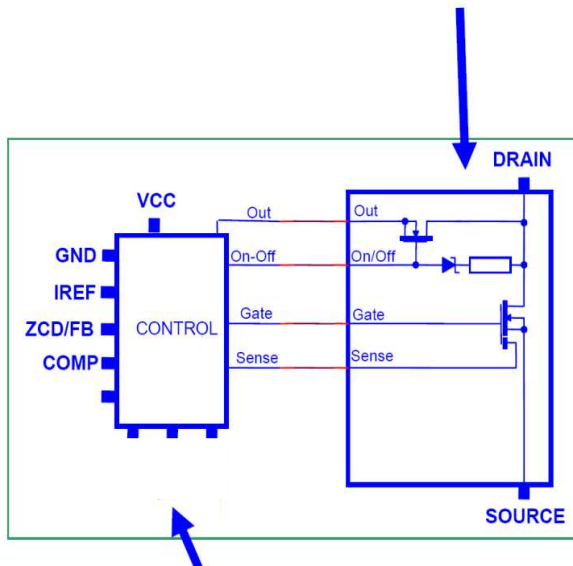 DRAIN
VCC
Out
Out
GND
On-Off
On/Off
IREF
ZCD/FB
CONTROL
Gate
Gate
COMP
Sense
Sense
SOURCE